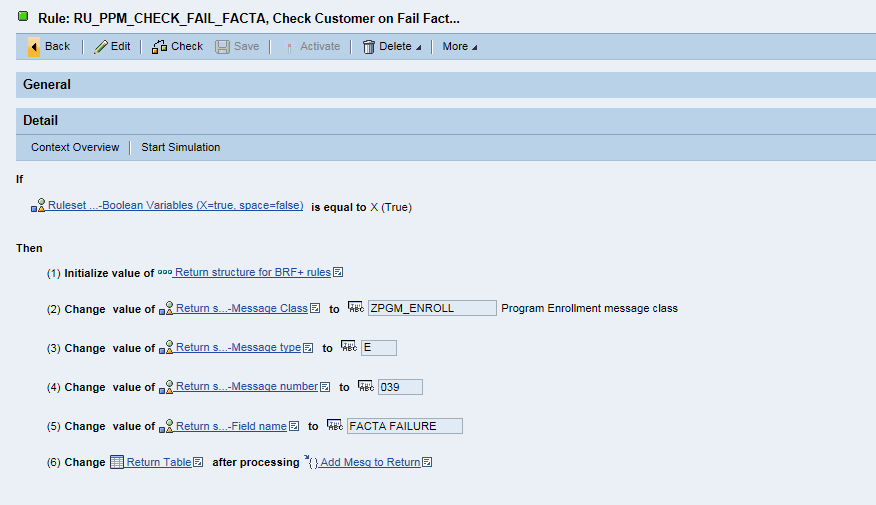 Rule: RU_PPM_CHECK_FAIL_FACTA, Check Customer on Fail Fact...
Back Edit Check Save Activate Delete More
General
Detail
Context Overview Start Simulation
If
Ruleset ...-Boolean Variables (X=true, space=false) is equal to X (True)
Then
(1) Initialize value of Return structure for BRF+ rules
(2) Change value of Return s...-Message Class to ZPGM_ENROLL Program Enrollment message class
(3) Change value of Return s...-Message type to E
(4) Change value of Return s...-Message number to 039
(5) Change value of Return s...-Field name to FACTA FAILURE
(6) Change Return Table after processing Add Mesg to Return